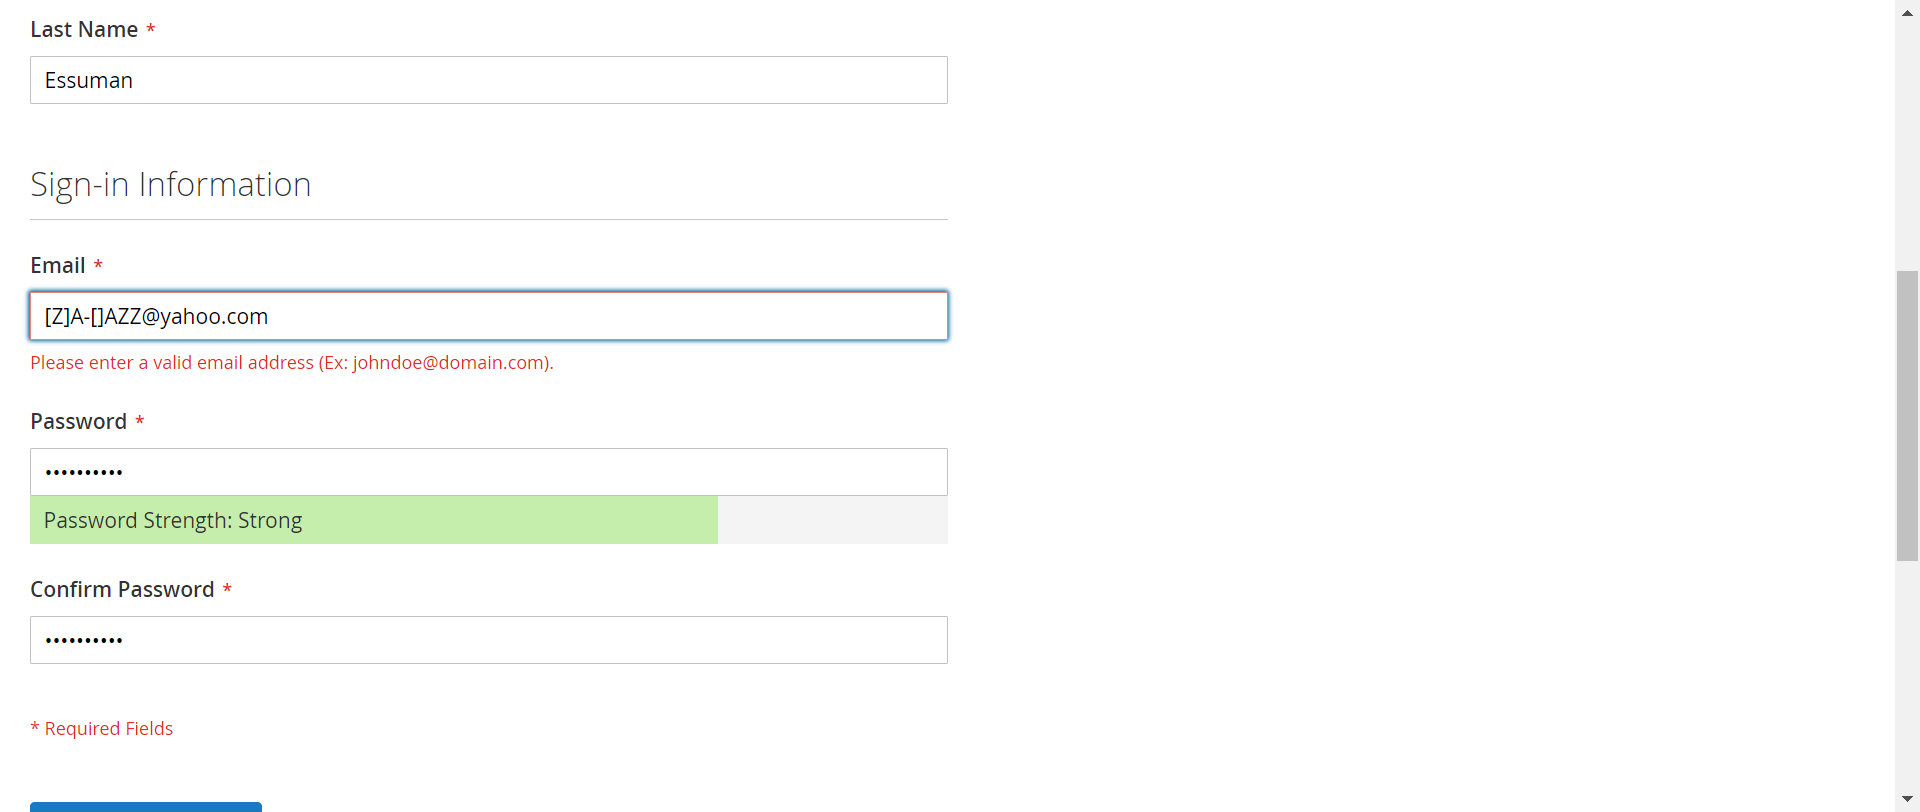 Last Name *
Essuman
Sign-in Information
Email *
[Z]A-[]AZZ@yahoo.com
Please enter a valid email address (Ex: johndoe@domain.com).
Password *
••••••••••
Password Strength: Strong
Confirm Password *
••••••••••
* Required Fields